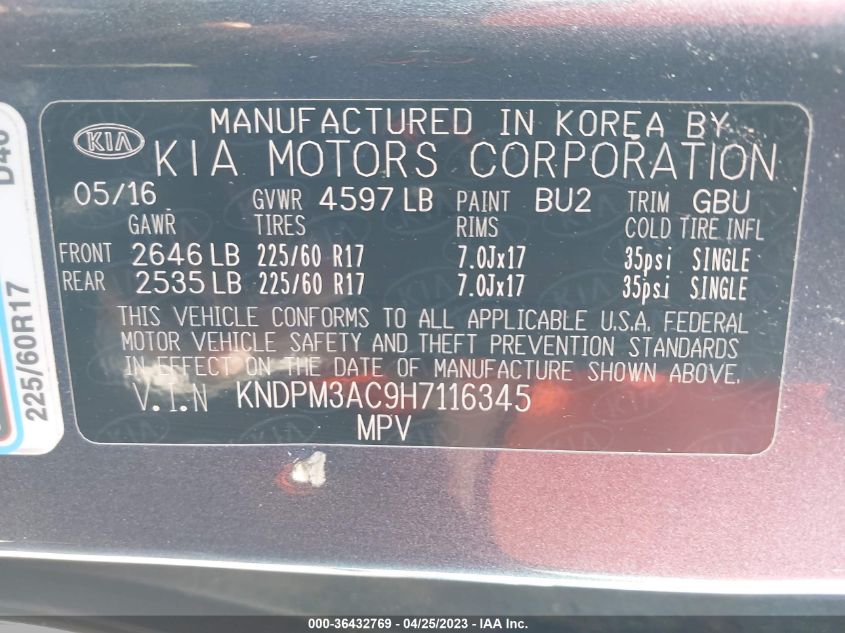 MANUFACTURED IN KOREA BY
KIA KIA MOTORS CORPORATION
05/16 GVWR 4597 LB PAINT BU2 TRIM GBU
GAWR TIRES RIMS COLD TIRE INFL
FRONT 2646 LB 225/60 R17 7.0Jx17 35psi SINGLE
REAR 2535 LB 225/60 R17 7.0Jx17 35psi SINGLE
THIS VEHICLE CONFORMS TO ALL APPLICABLE U.S.A. FEDERAL
MOTOR VEHICLE SAFETY AND THEFT PREVENTION STANDARDS
IN EFFECT ON THE DATE OF MANUFACTURE SHOWN ABOVE.
V.I.N KNDPM3AC9H7116345
MPV
225/60R17
000-36432769 / 04/25/2023 / IAAI.COM